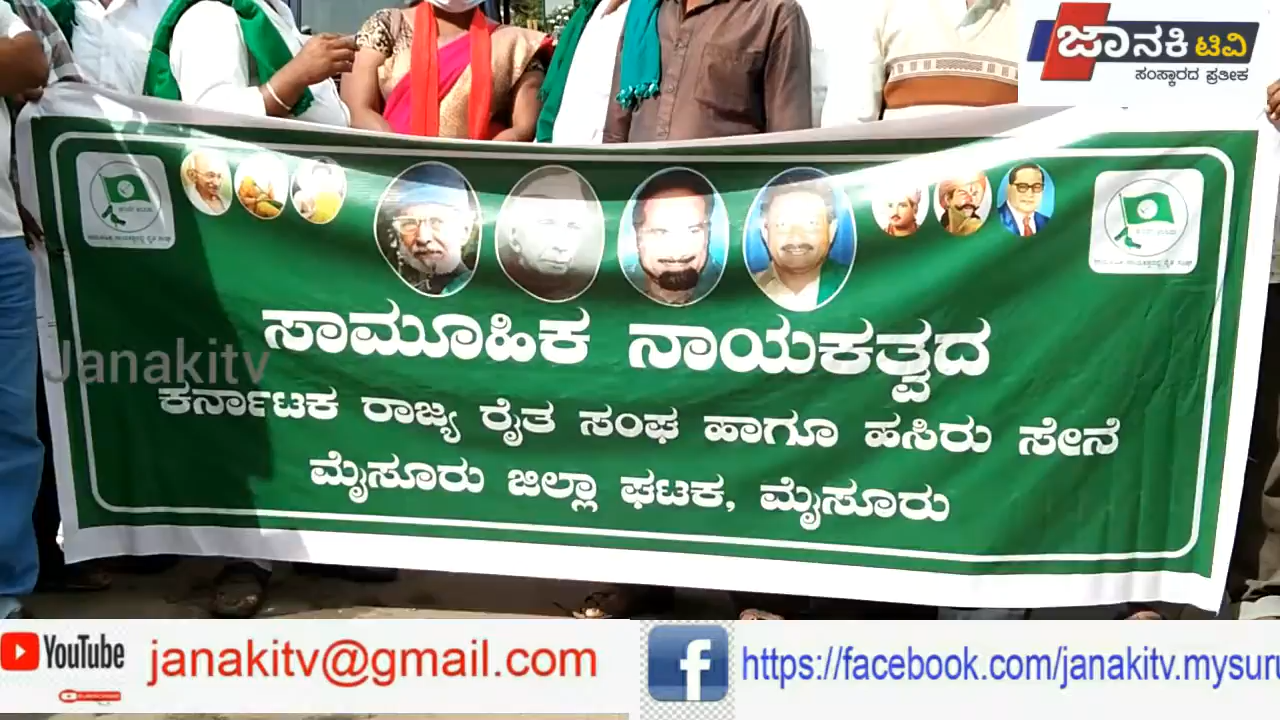 ಜಾನಕಿ ಟಿವಿ
ಸಂಸ್ಕಾರದ ಪ್ರತೀಕ
ಸಾಮೂಹಿಕ ನಾಯಕತ್ವದ
Janakitv
ಕರ್ನಾಟಕ ರಾಜ್ಯ ರೈತ ಸಂಘ ಹಾಗೂ ಹಸಿರು ಸೇನೆ
ಮೈಸೂರು ಜಿಲ್ಲಾ ಘಟಕ, ಮೈಸೂರು
YouTube janakitv@gmail.com
https://facebook.com/janakitv.mysuru